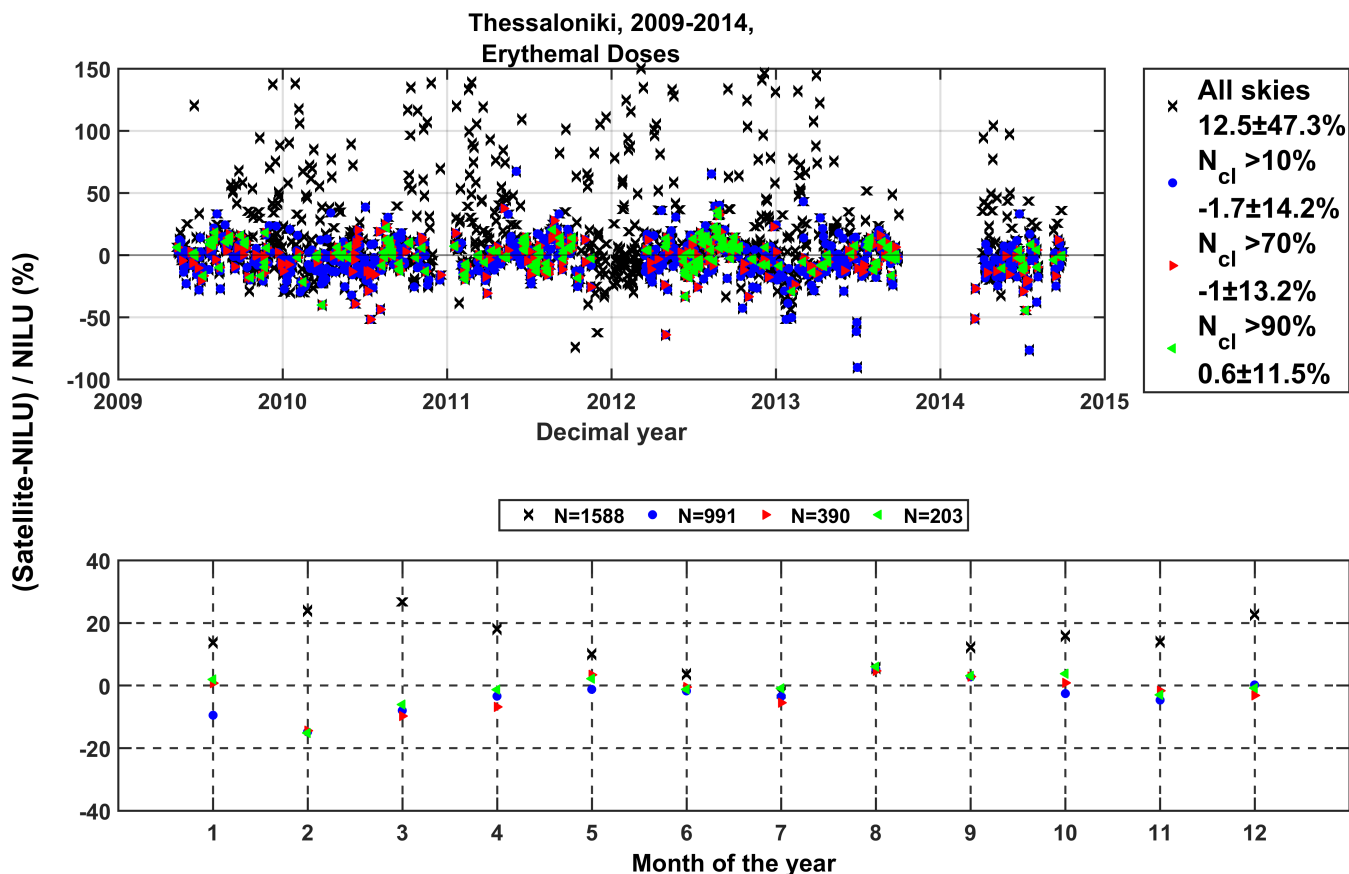 Thessaloniki, 2009-2014,
Erythemal Doses
(Satellite-NILU) / NILU (%)
150
100
50
0
-50
-100
2009 2010 2011 2012 2013 2014 2015
Decimal year
All skies
12.5±47.3%
N_cl >10%
-1.7±14.2%
N_cl >70%
-1±13.2%
N_cl >90%
0.6±11.5%
N=1588 N=991 N=390 N=203
40
20
0
-20
-40
1 2 3 4 5 6 7 8 9 10 11 12
Month of the year